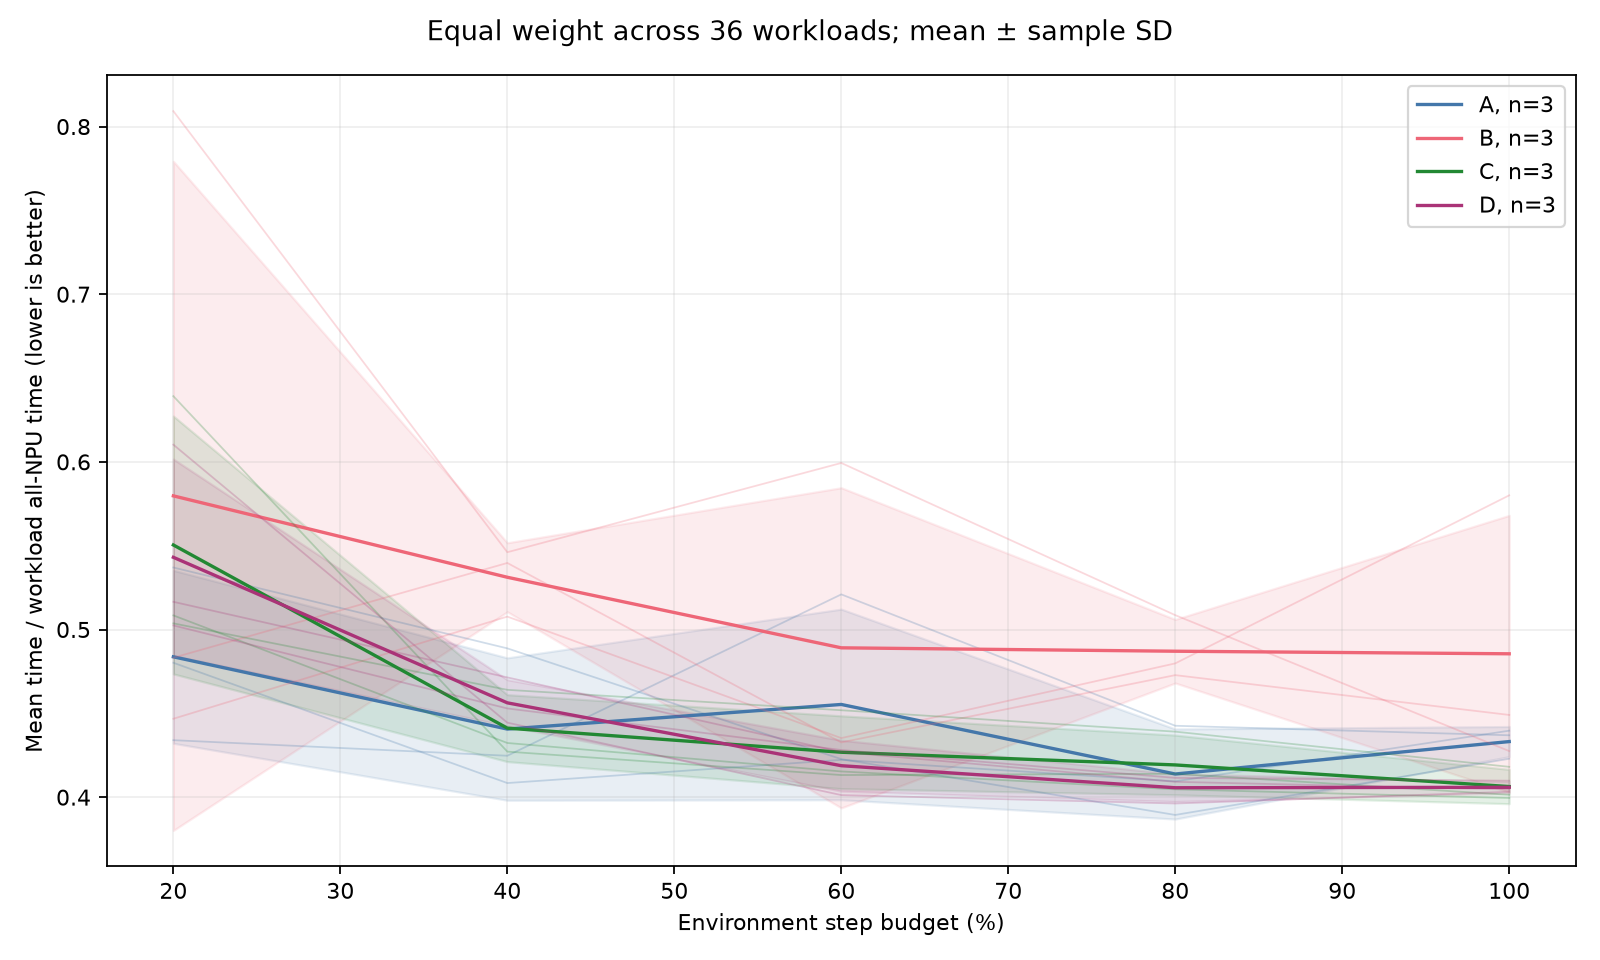 Equal weight across 36 workloads; mean ± sample SD
Mean time / workload all-NPU time (lower is better)
0.8
0.7
0.6
0.5
0.4
A, n=3
B, n=3
C, n=3
D, n=3
20 30 40 50 60 70 80 90 100
Environment step budget (%)